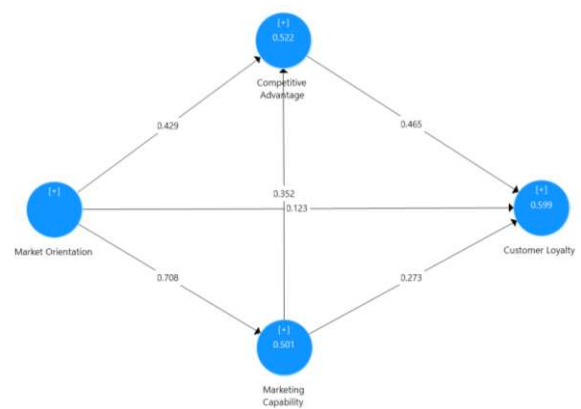 [+]
0.522
Competitive
Advantage
0.429
0.465
[+]
[+]
0.352
0.599
0.123
Market Orientation
Customer Loyalty
0.708
0.273
[+]
0.501
Marketing
Capability